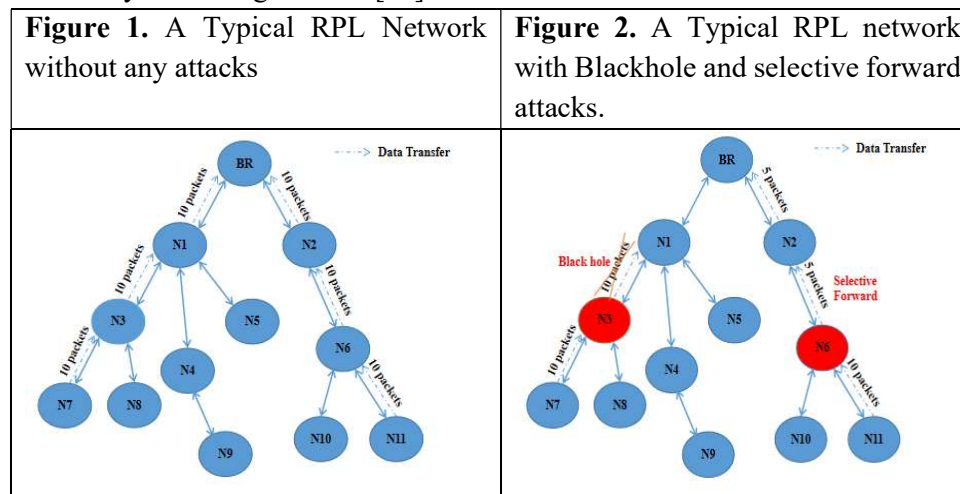 Figure 1. A Typical RPL Network
without any attacks
Figure 2. A Typical RPL network
with Blackhole and selective forward
attacks.
Data Transfer
BR
10 packets
10 packets
N1
N2
10 packets
10 packets
N3
N5
N6
10 packets
N4
10 packets
N7
N8
N10
N11
N9
Data Transfer
BR
5 packets
N1
N2
Black hole
10 packets
5 packets
Selective
Forward
N3
N5
N6
10 packets
N4
10 packets
N7
N8
N10
N11
N9